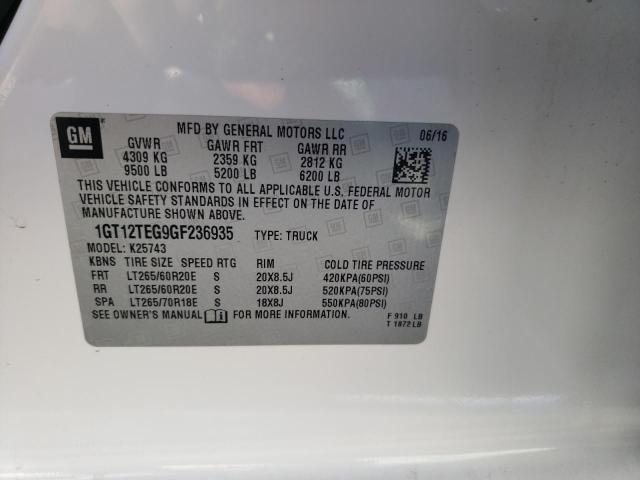 GM
MFD BY GENERAL MOTORS LLC 06/16
GVWR GAWR FRT GAWR RR
4309 KG 2359 KG 2812 KG
9500 LB 5200 LB 6200 LB
THIS VEHICLE CONFORMS TO ALL APPLICABLE U.S. FEDERAL MOTOR
VEHICLE SAFETY STANDARDS IN EFFECT ON THE DATE OF
MANUFACTURE SHOWN ABOVE.
1GT12TEG9GF236935 TYPE: TRUCK
MODEL: K25743
KBNS TIRE SIZE SPEED RTG RIM COLD TIRE PRESSURE
FRT LT265/60R20E S 20X8.5J 420KPA(60PSI)
RR LT265/60R20E S 20X8.5J 520KPA(75PSI)
SPA LT265/70R18E S 18X8J 550KPA(80PSI)
SEE OWNER'S MANUAL FOR MORE INFORMATION. F 910 LB
T 1872 LB